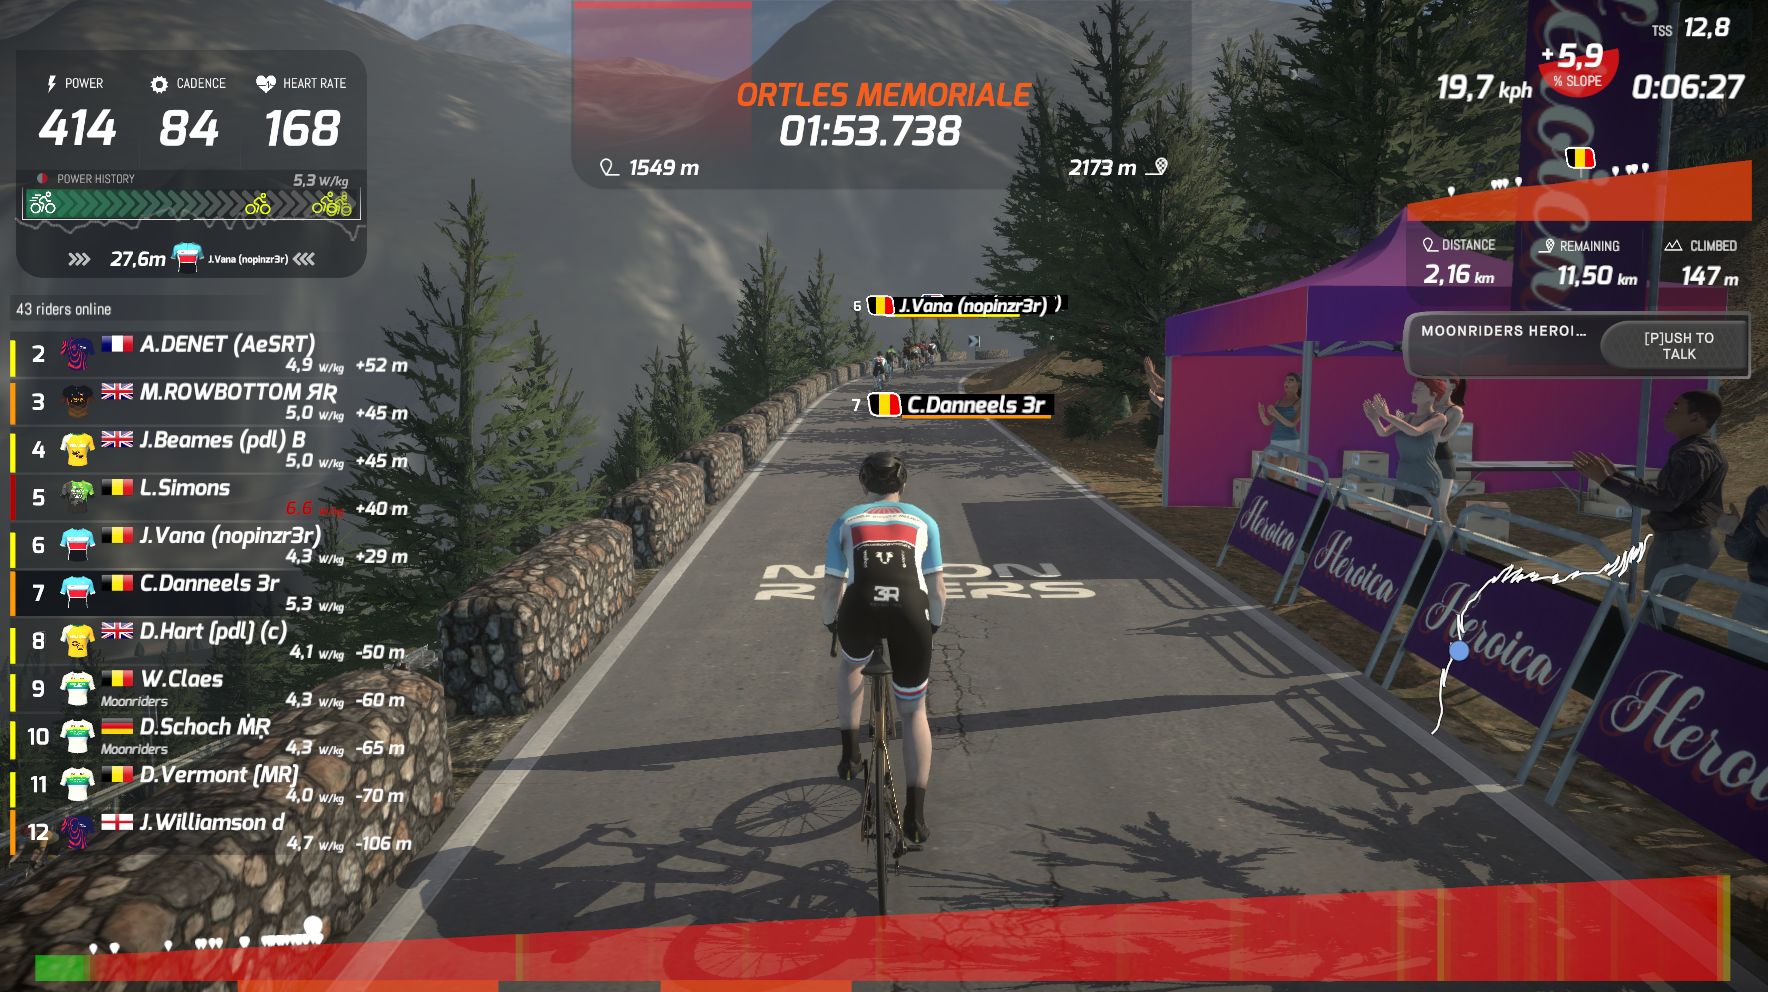 POWER CADENCE HEART RATE
414 84 168
POWER HISTORY 5,3 W/kg
27,6m J.Vana (nopinzr3r)
43 riders online
2 A.DENET (AeSRT)
4,9 W/kg +52 m
3 M.ROWBOTTOM ЯR
5,0 W/kg +45 m
4 J.Beames (pdl) B
5,0 W/kg +45 m
5 L.Simons
6.6 W/kg +40 m
6 J.Vana (nopinzr3r)
4,3 W/kg +29 m
7 C.Danneels 3r
5,3 W/kg
8 D.Hart [pdl] (c)
4,1 W/kg -50 m
9 W.Claes
Moonriders 4,3 W/kg -60 m
10 D.Schoch ṀR
Moonriders 4,3 W/kg -65 m
11 D.Vermont [MR]
4,0 W/kg -70 m
12 J.Williamson d
4,7 W/kg -106 m
ORTLES MEMORIALE
01:53.738
1549 m 2173 m
6 J.Vana (nopinzr3r)
7 C.Danneels 3r
3R
TSS 12,8
19,7 kph +5,9 % SLOPE 0:06:27
DISTANCE REMAINING CLIMBED
2,16 km 11,50 km 147 m
MOONRIDERS HEROI...
[P]USH TO
TALK
Heroica
Heroica
Heroica